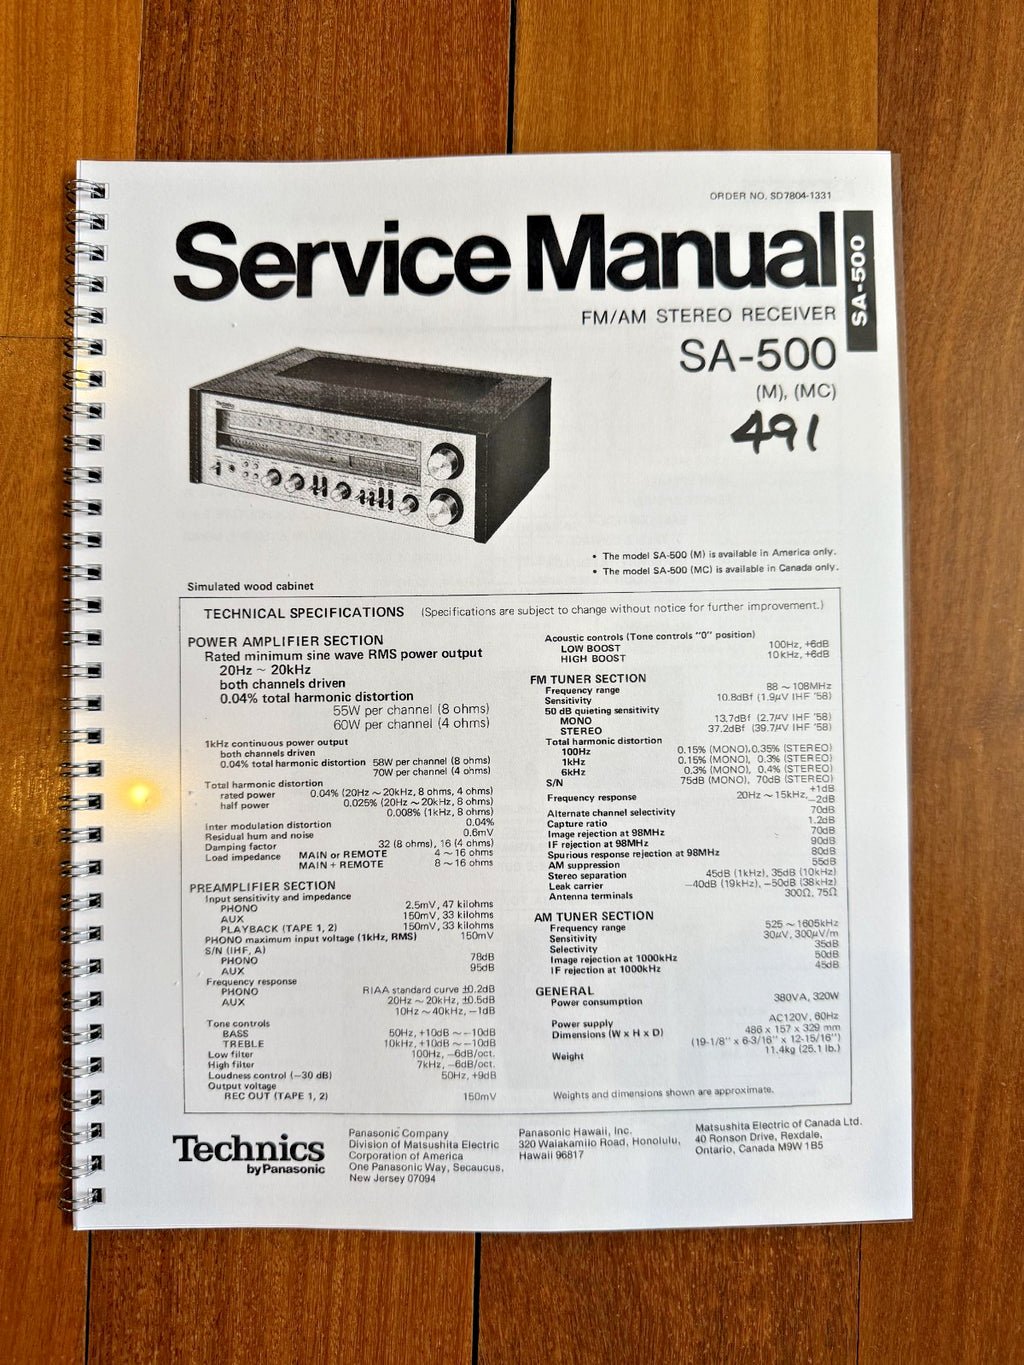 ORDER NO. SD7804-1331
Service Manual
SA-500
FM/AM STEREO RECEIVER
SA-500
(M), (MC)
491
Technics
• The model SA-500 (M) is available in America only.
• The model SA-500 (MC) is available in Canada only.
Simulated wood cabinet
TECHNICAL SPECIFICATIONS (Specifications are subject to change without notice for further improvement.)
POWER AMPLIFIER SECTION
Rated minimum sine wave RMS power output
20Hz ~ 20kHz
both channels driven
0.04% total harmonic distortion
55W per channel (8 ohms)
60W per channel (4 ohms)
1kHz continuous power output
both channels driven
0.04% total harmonic distortion 58W per channel (8 ohms)
70W per channel (4 ohms)
Total harmonic distortion
rated power 0.04% (20Hz ~ 20kHz, 8 ohms, 4 ohms)
half power 0.025% (20Hz ~ 20kHz, 8 ohms)
0.008% (1kHz, 8 ohms)
Inter modulation distortion 0.04%
Residual hum and noise 0.6mV
Damping factor 32 (8 ohms), 16 (4 ohms)
Load impedance MAIN or REMOTE 4 ~ 16 ohms
MAIN + REMOTE 8 ~ 16 ohms
PREAMPLIFIER SECTION
Input sensitivity and impedance
PHONO 2.5mV, 47 kilohms
AUX 150mV, 33 kilohms
PLAYBACK (TAPE 1, 2) 150mV, 33 kilohms
PHONO maximum input voltage (1kHz, RMS) 150mV
S/N (IHF, A)
PHONO 78dB
AUX 95dB
Frequency response
PHONO RIAA standard curve ±0.2dB
AUX 20Hz ~ 20kHz, ±0.5dB
10Hz ~ 40kHz, −1dB
Tone controls
BASS 50Hz, +10dB ~ −10dB
TREBLE 10kHz, +10dB ~ −10dB
Low filter 100Hz, −6dB/oct.
High filter 7kHz, −6dB/oct.
Loudness control (−30 dB) 50Hz, +9dB
Output voltage
REC OUT (TAPE 1, 2) 150mV
Acoustic controls (Tone controls "0" position)
LOW BOOST 100Hz, +6dB
HIGH BOOST 10kHz, +6dB
FM TUNER SECTION
Frequency range 88 ~ 108MHz
Sensitivity 10.8dBf (1.9μV IHF '58)
50 dB quieting sensitivity
MONO 13.7dBf (2.7μV IHF '58)
STEREO 37.2dBf (39.7μV IHF '58)
Total harmonic distortion
100Hz 0.15% (MONO),0.35% (STEREO)
1kHz 0.15% (MONO), 0.3% (STEREO)
6kHz 0.3% (MONO), 0.4% (STEREO)
S/N 75dB (MONO), 70dB (STEREO)
Frequency response 20Hz ~ 15kHz, +1dB −2dB
Alternate channel selectivity 70dB
Capture ratio 1.2dB
Image rejection at 98MHz 70dB
IF rejection at 98MHz 90dB
Spurious response rejection at 98MHz 80dB
AM suppression 55dB
Stereo separation 45dB (1kHz), 35dB (10kHz)
Leak carrier −40dB (19kHz), −50dB (38kHz)
Antenna terminals 300Ω, 75Ω
AM TUNER SECTION
Frequency range 525 ~ 1605kHz
Sensitivity 30μV, 300μV/m
Selectivity 35dB
Image rejection at 1000kHz 50dB
IF rejection at 1000kHz 45dB
GENERAL
Power consumption 380VA, 320W
Power supply AC120V, 60Hz
Dimensions (W x H x D) 486 x 157 x 329 mm
(19-1/8'' x 6-3/16'' x 12-15/16'')
Weight 11.4kg (25.1 lb.)
Weights and dimensions shown are approximate.
Technics
by Panasonic
Panasonic Company
Division of Matsushita Electric
Corporation of America
One Panasonic Way, Secaucus,
New Jersey 07094
Panasonic Hawaii, Inc.
320 Waiakamilo Road, Honolulu,
Hawaii 96817
Matsushita Electric of Canada Ltd.
40 Ronson Drive, Rexdale,
Ontario, Canada M9W 1B5